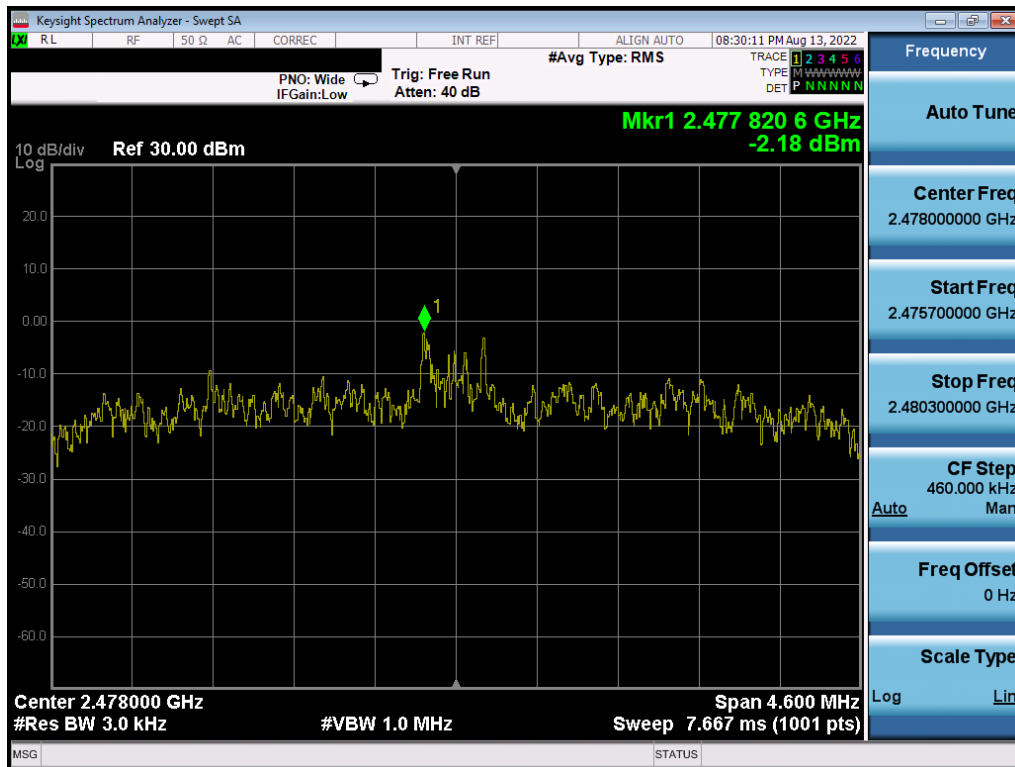 Keysight Spectrum Analyzer - Swept SA
LXI RL RF 50 Ω AC CORREC INT REF ALIGN AUTO 08:30:11 PM Aug 13, 2022
#Avg Type: RMS
TRACE 1 2 3 4 5 6
PNO: Wide Trig: Free Run TYPE M WWWWW
IFGain:Low Atten: 40 dB DET P N N N N N
Mkr1 2.477 820 6 GHz
-2.18 dBm
10 dB/div Ref 30.00 dBm
Log
20.0
10.0
1
0.00
-10.0
-20.0
-30.0
-40.0
-50.0
-60.0
Center 2.478000 GHz Span 4.600 MHz
#Res BW 3.0 kHz #VBW 1.0 MHz Sweep 7.667 ms (1001 pts)
MSG STATUS
Frequency
Auto Tune
Center Freq
2.478000000 GHz
Start Freq
2.475700000 GHz
Stop Freq
2.480300000 GHz
CF Step
460.000 kHz
Auto Man
Freq Offset
0 Hz
Scale Type
Log Lin